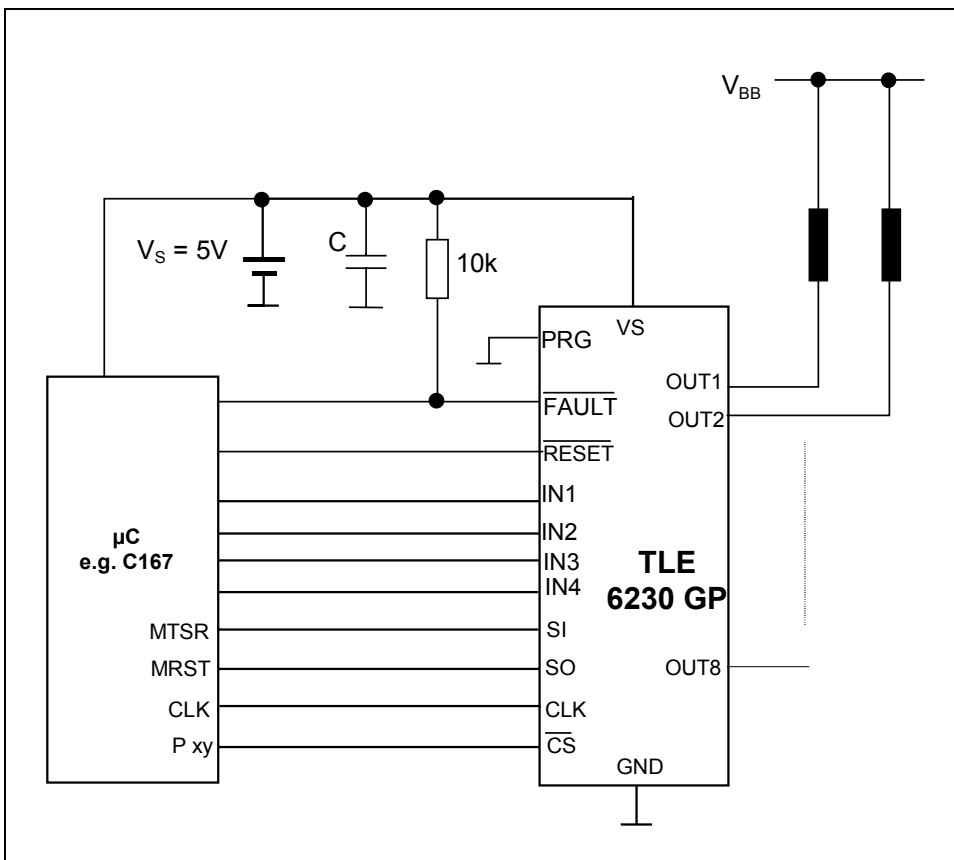 V_BB
V_S = 5V
C
10k
PRG
VS
OUT1
FAULT
OUT2
RESET
IN1
IN2
µC
e.g. C167
IN3
TLE
6230 GP
IN4
MTSR
SI
MRST
SO
OUT8
CLK
CLK
P xy
CS
GND